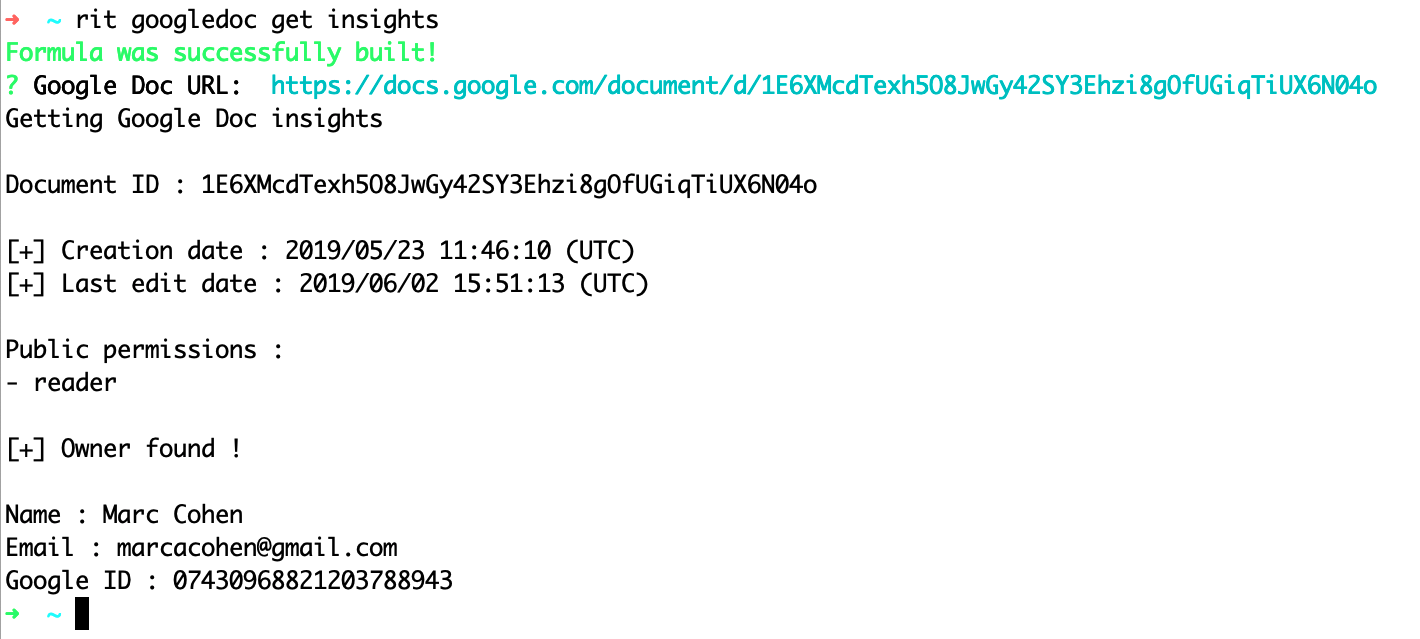 ➜ ~ rit googledoc get insights
Formula was successfully built!
? Google Doc URL: https://docs.google.com/document/d/1E6XMcdTexh5O8JwGy42SY3Ehzi8gOfUGiqTiUX6N04o
Getting Google Doc insights
Document ID : 1E6XMcdTexh5O8JwGy42SY3Ehzi8gOfUGiqTiUX6N04o
[+] Creation date : 2019/05/23 11:46:10 (UTC)
[+] Last edit date : 2019/06/02 15:51:13 (UTC)
Public permissions :
- reader
[+] Owner found !
Name : Marc Cohen
Email : marcacohen@gmail.com
Google ID : 07430968821203788943
➜ ~